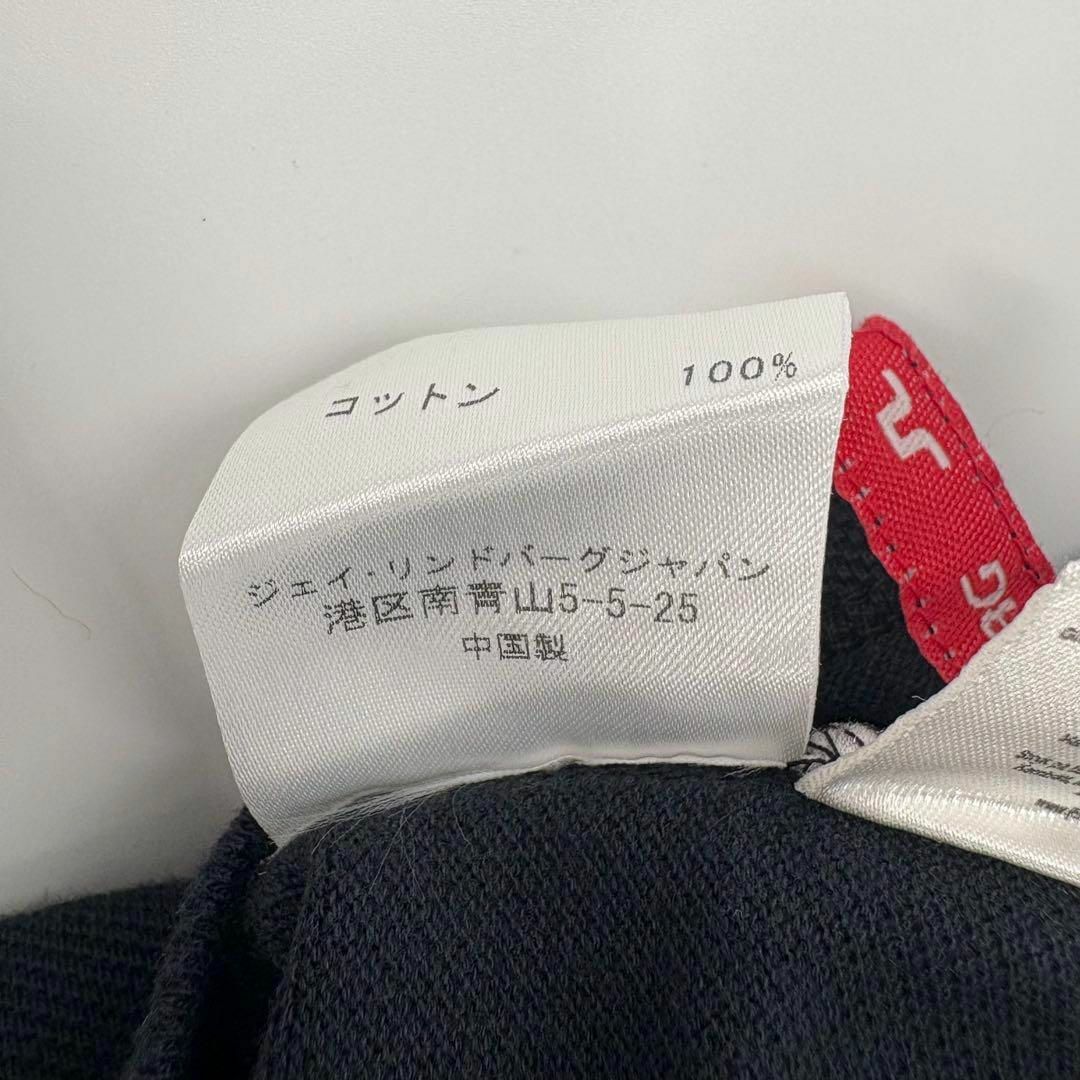 コットン 100%
ジェイ・リンドバーグジャパン
港区南青山5-5-25
中国製